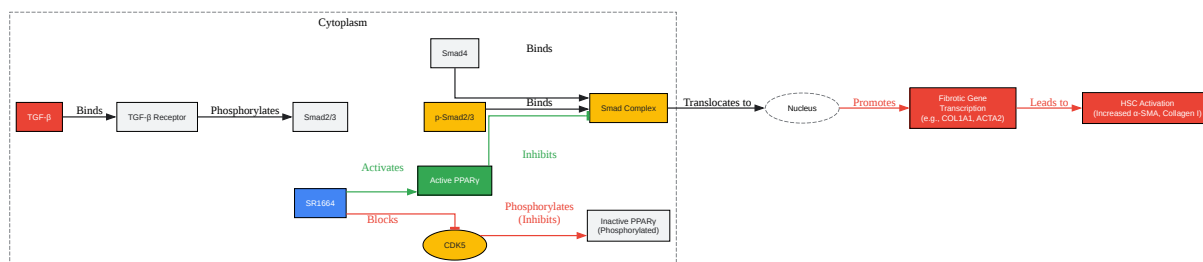 Cytoplasm
Smad4
Binds
TGF-β
Binds
TGF-β Receptor
Phosphorylates
Smad2/3
p-Smad2/3
Binds
Smad Complex
Translocates to
Nucleus
Promotes
Fibrotic Gene
Transcription
(e.g., COL1A1, ACTA2)
Leads to
HSC Activation
(Increased α-SMA, Collagen I)
Inhibits
Activates
Active PPARγ
SR1664
Blocks
CDK5
Phosphorylates
(Inhibits)
Inactive PPARγ
(Phosphorylated)